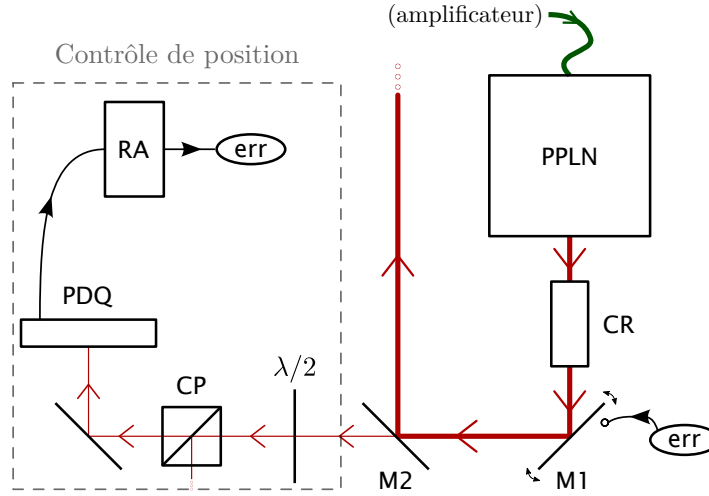 (amplificateur)
Contrôle de position
RA
err
PPLN
PDQ
CR
CP
λ/2
M2
M1
err